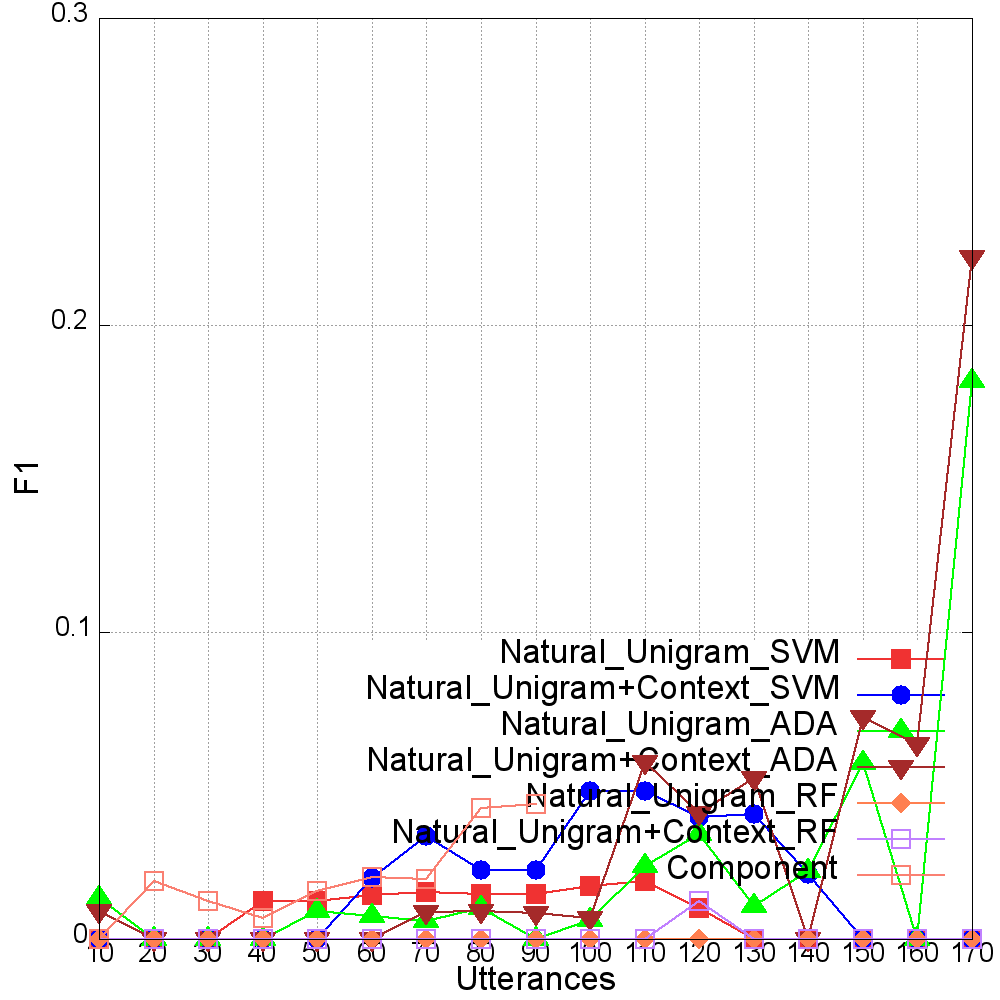 0.3
0.2
0.1
0
F1
Natural_Unigram_SVM
Natural_Unigram+Context_SVM
Natural_Unigram_ADA
Natural_Unigram+Context_ADA
Natural_Unigram_RF
Natural_Unigram+Context_RF
Component
10 20 30 40 50 60 70 80 90 100 110 120 130 140 150 160 170
Utterances